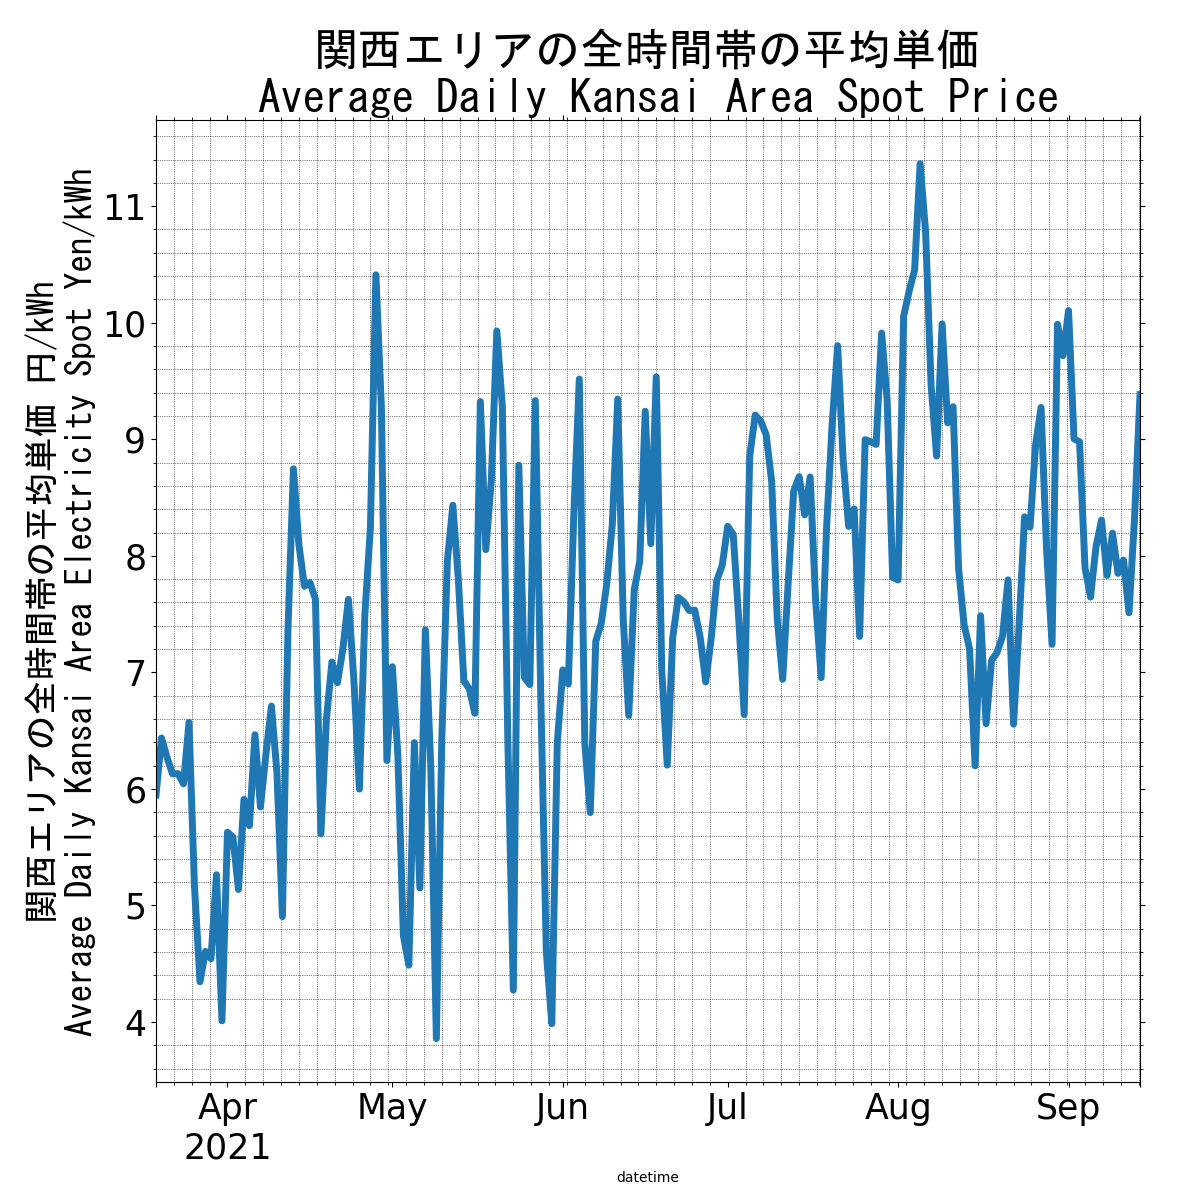 関西エリアの全時間帯の平均単価
Average Daily Kansai Area Spot Price
関西エリアの全時間帯の平均単価 円/kWh
Average Daily Kansai Area Electricity Spot Yen/kWh
11
10
9
8
7
6
5
4
Apr
2021
May
Jun
Jul
Aug
Sep
datetime